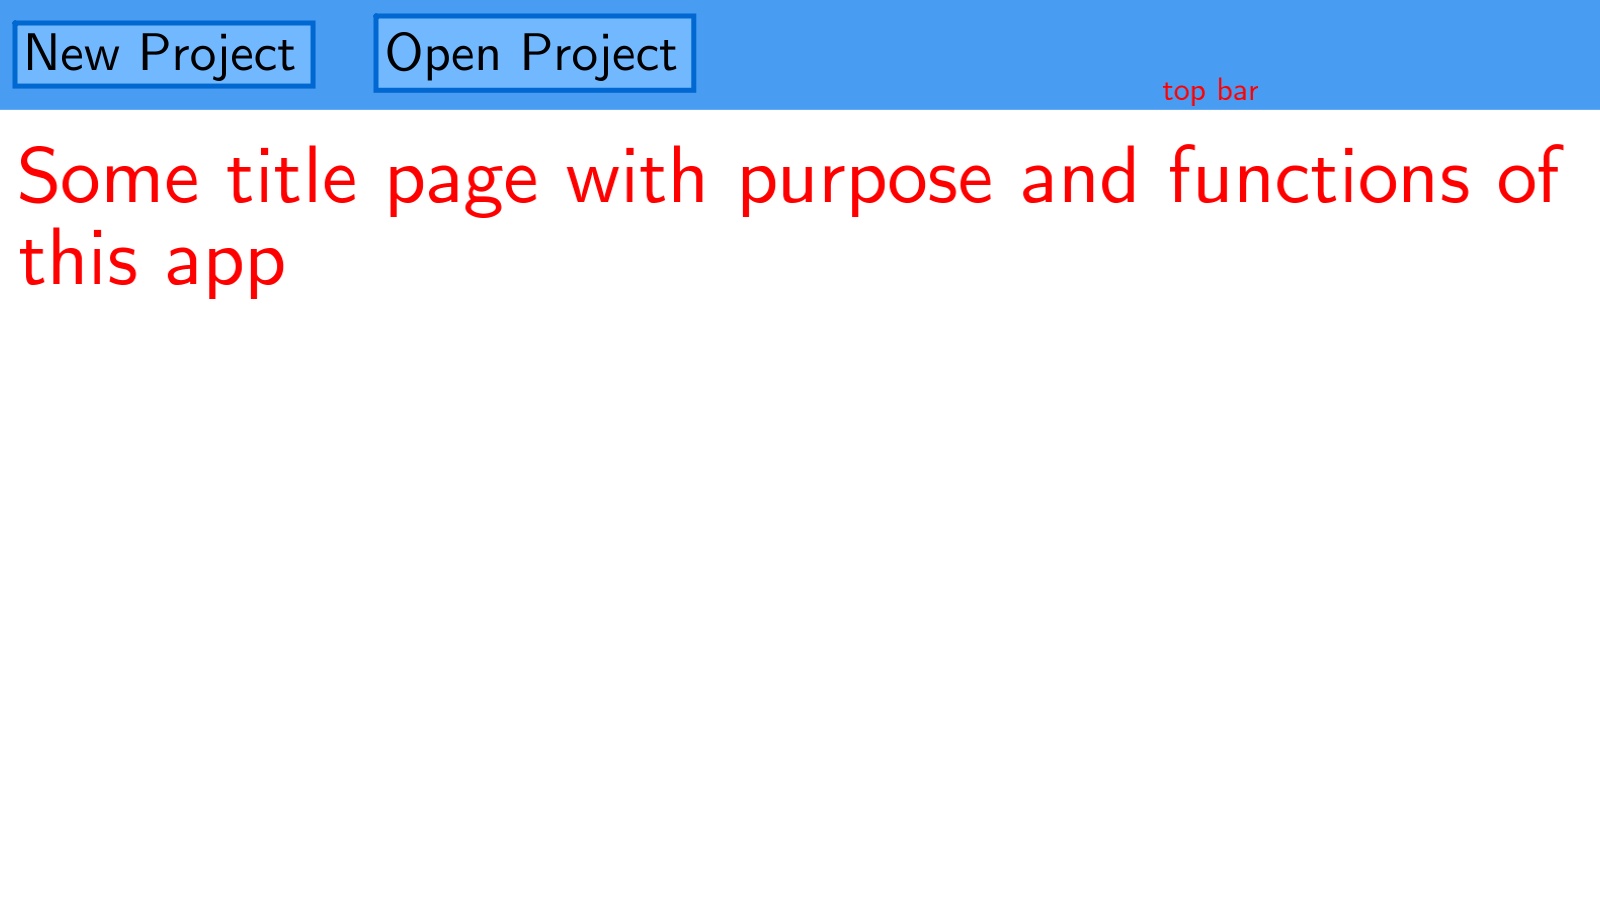 New Project
Open Project
top bar
Some title page with purpose and functions of
this app